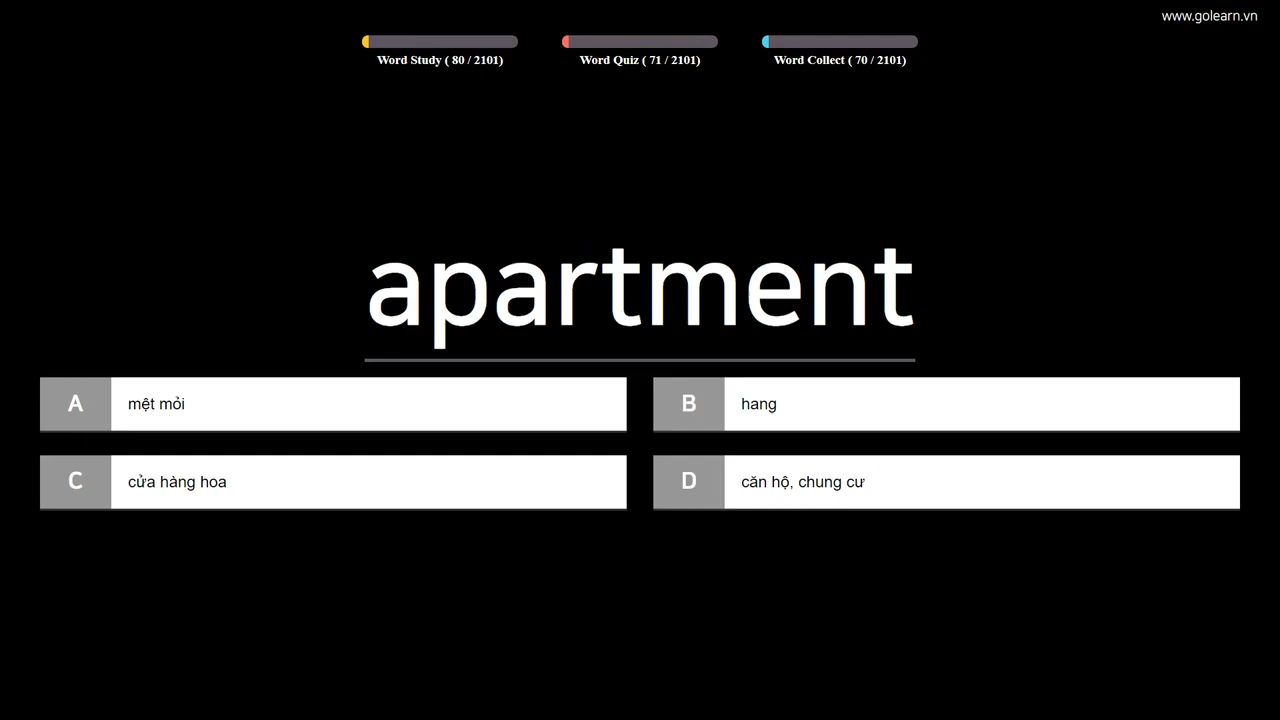 www.golearn.vn
Word Study ( 80 / 2101)
Word Quiz ( 71 / 2101)
Word Collect ( 70 / 2101)
apartment
A mệt mỏi
B hang
C cửa hàng hoa
D căn hộ, chung cư